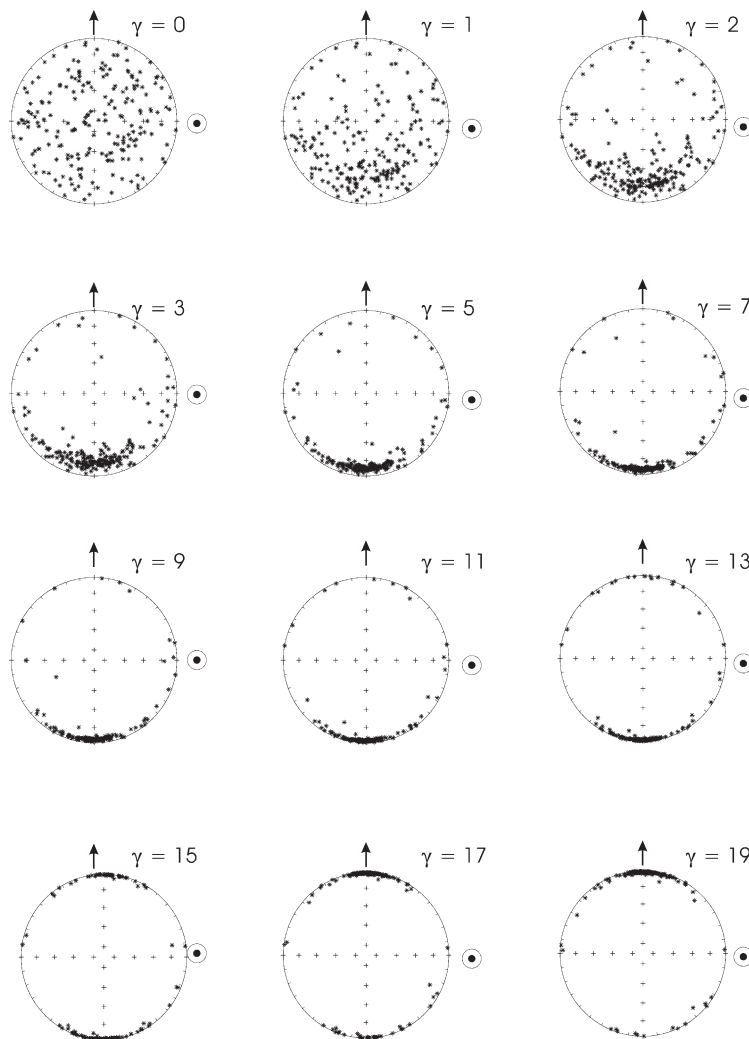 γ = 0
γ = 1
γ = 2
γ = 3
γ = 5
γ = 7
γ = 9
γ = 11
γ = 13
γ = 15
γ = 17
γ = 19